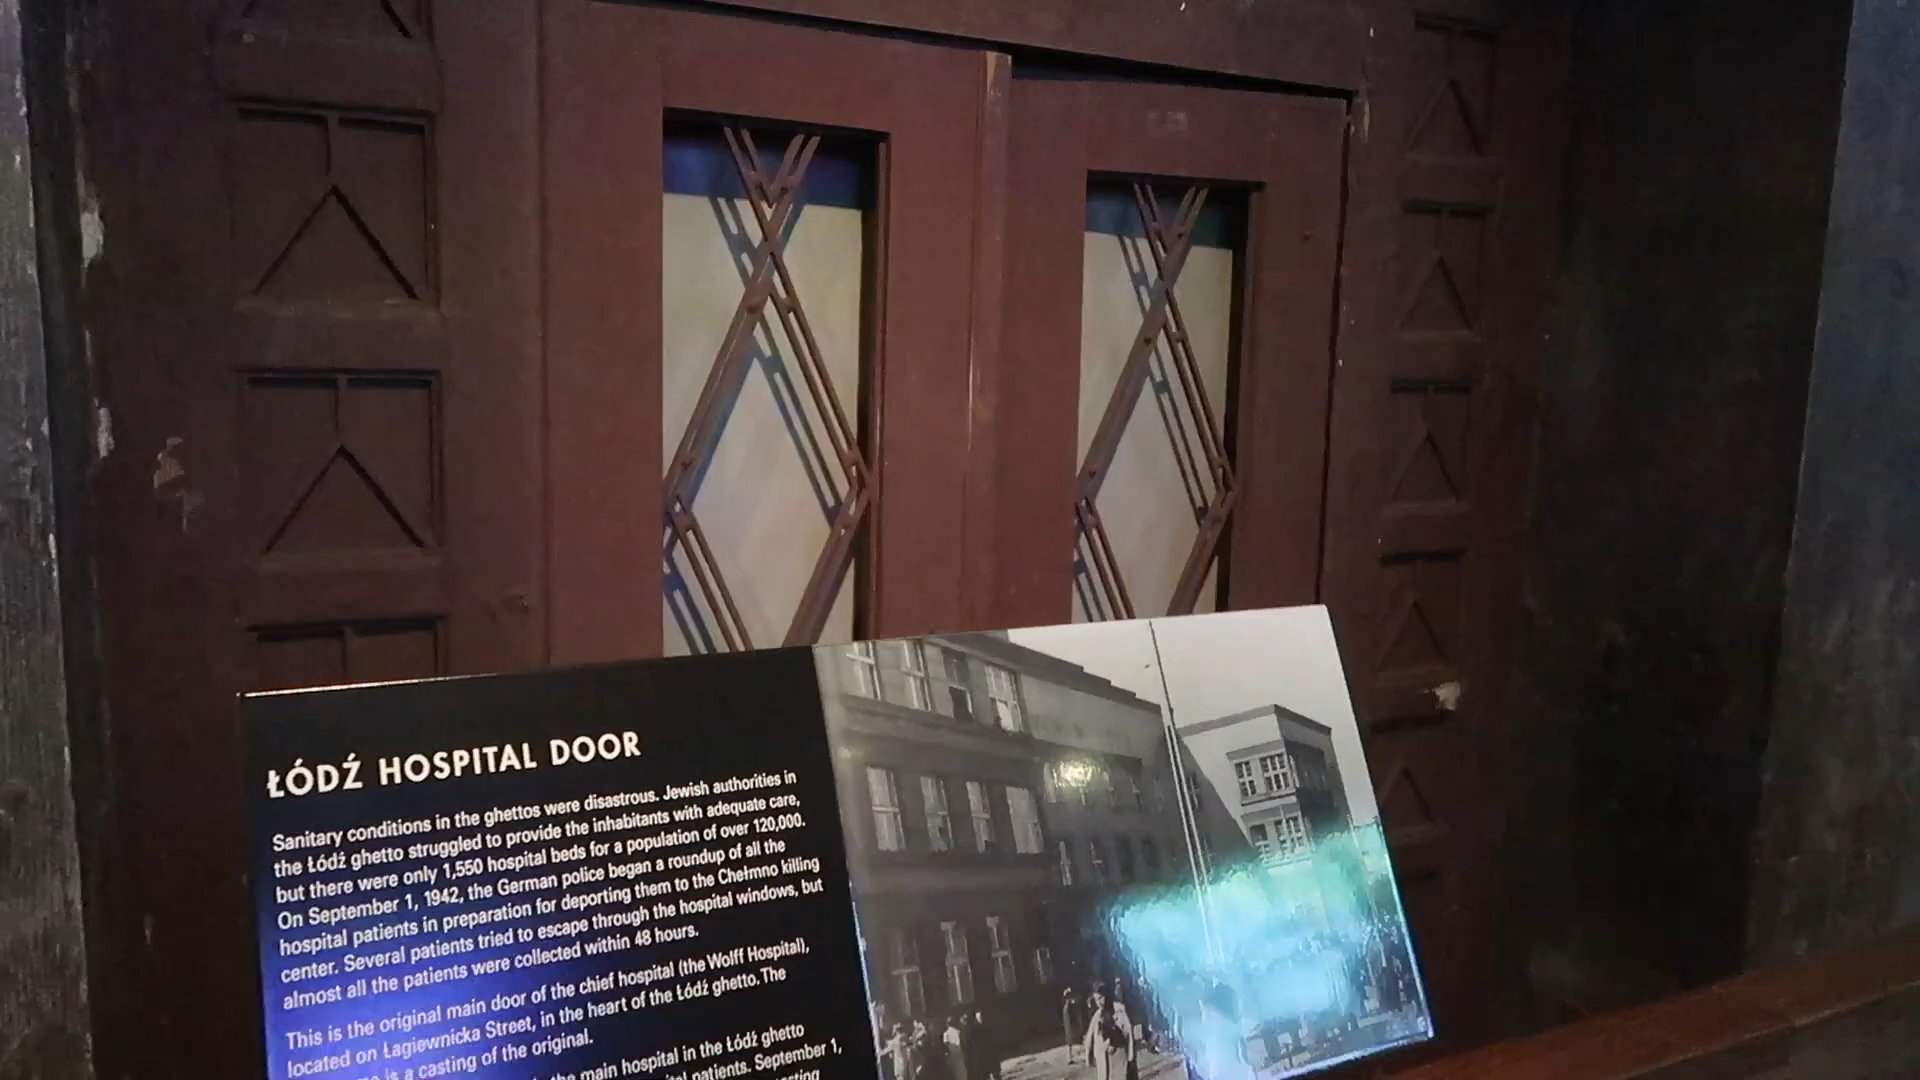 ŁÓDŹ HOSPITAL DOOR
Sanitary conditions in the ghettos were disastrous. Jewish authorities in
the Łódź ghetto struggled to provide the inhabitants with adequate care,
but there were only 1,550 hospital beds for a population of over 120,000.
On September 1, 1942, the German police began a roundup of all the
hospital patients in preparation for deporting them to the Chełmno killing
center. Several patients tried to escape through the hospital windows, but
almost all the patients were collected within 48 hours.
This is the original main door of the chief hospital (the Wolff Hospital),
located on Łagiewnicka Street, in the heart of the Łódź ghetto. The
is a casting of the original.
the main hospital in the Łódź ghetto
patients. September 1,